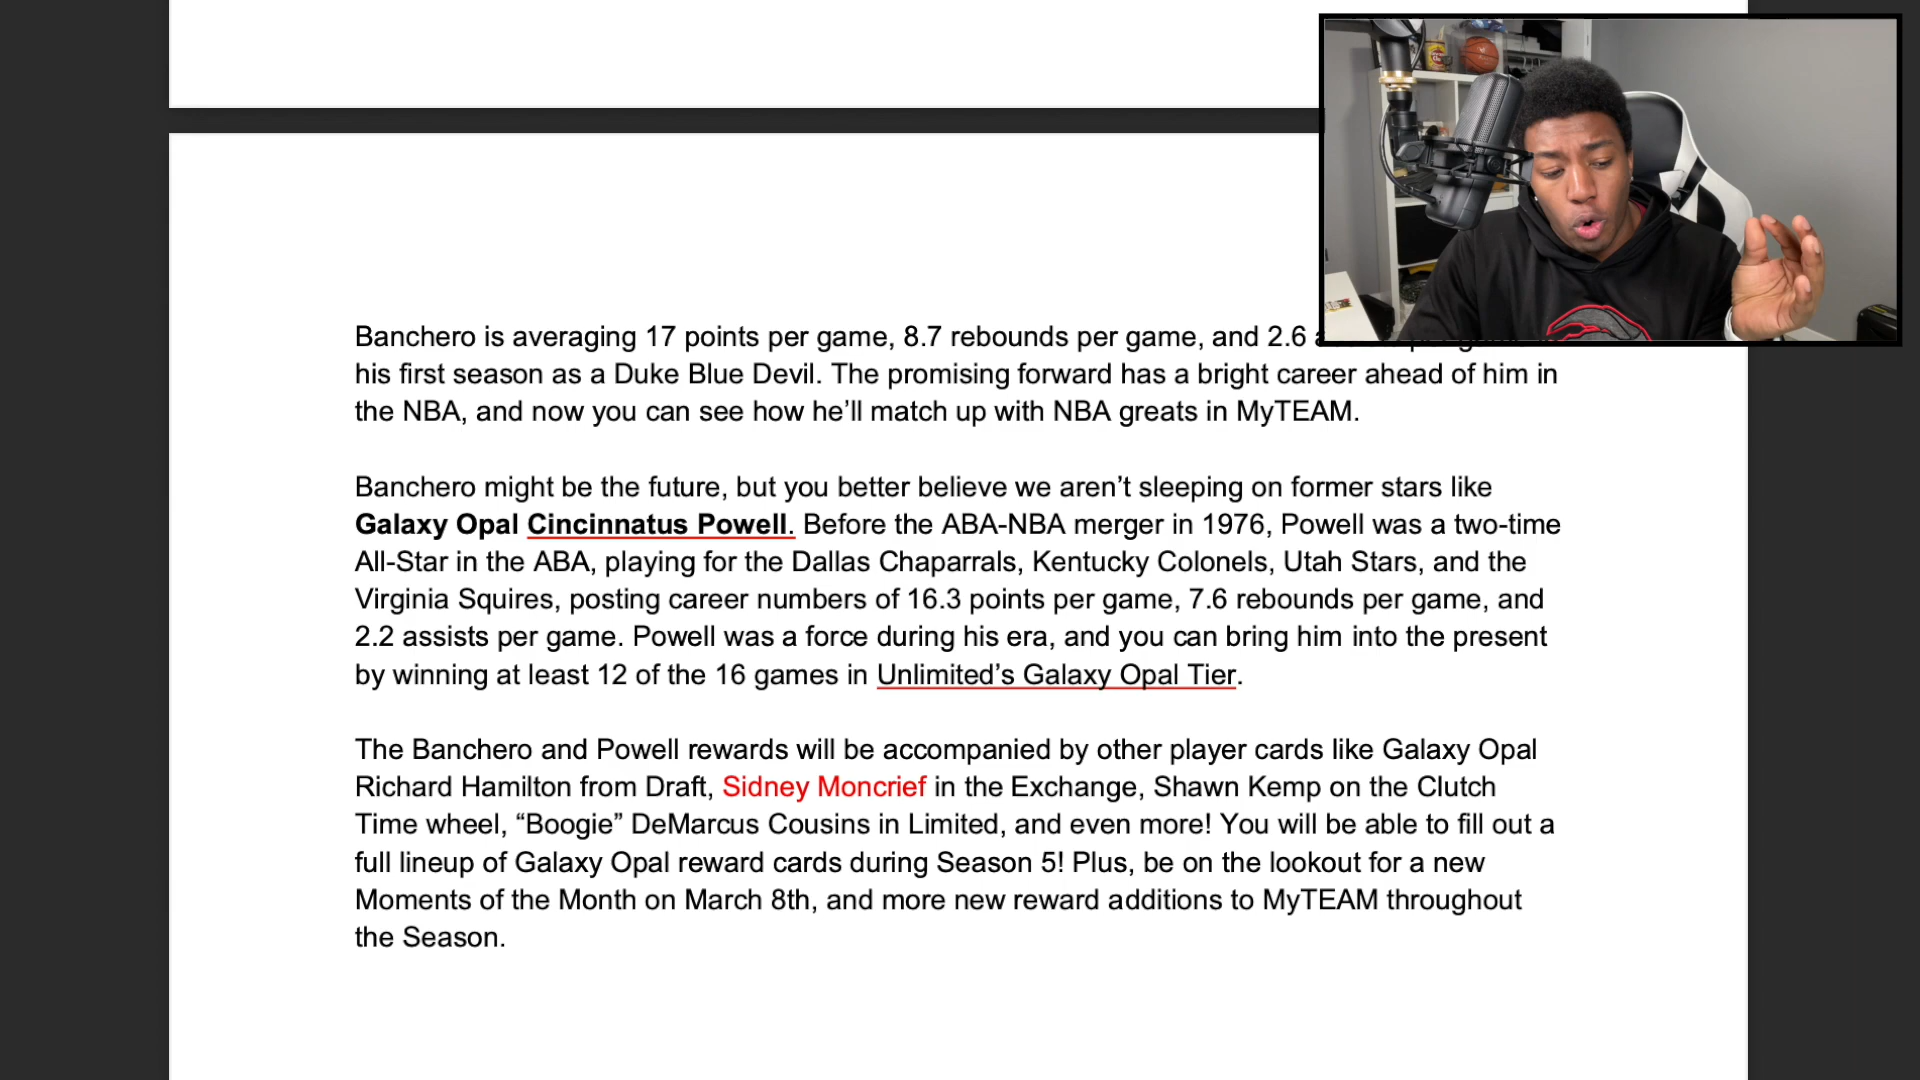 Banchero is averaging 17 points per game, 8.7 rebounds per game, and 2.6
his first season as a Duke Blue Devil. The promising forward has a bright career ahead of him in
the NBA, and now you can see how he’ll match up with NBA greats in MyTEAM.
Banchero might be the future, but you better believe we aren’t sleeping on former stars like
Galaxy Opal Cincinnatus Powell. Before the ABA-NBA merger in 1976, Powell was a two-time
All-Star in the ABA, playing for the Dallas Chaparrals, Kentucky Colonels, Utah Stars, and the
Virginia Squires, posting career numbers of 16.3 points per game, 7.6 rebounds per game, and
2.2 assists per game. Powell was a force during his era, and you can bring him into the present
by winning at least 12 of the 16 games in Unlimited’s Galaxy Opal Tier.
The Banchero and Powell rewards will be accompanied by other player cards like Galaxy Opal
Richard Hamilton from Draft, Sidney Moncrief in the Exchange, Shawn Kemp on the Clutch
Time wheel, “Boogie” DeMarcus Cousins in Limited, and even more! You will be able to fill out a
full lineup of Galaxy Opal reward cards during Season 5! Plus, be on the lookout for a new
Moments of the Month on March 8th, and more new reward additions to MyTEAM throughout
the Season.